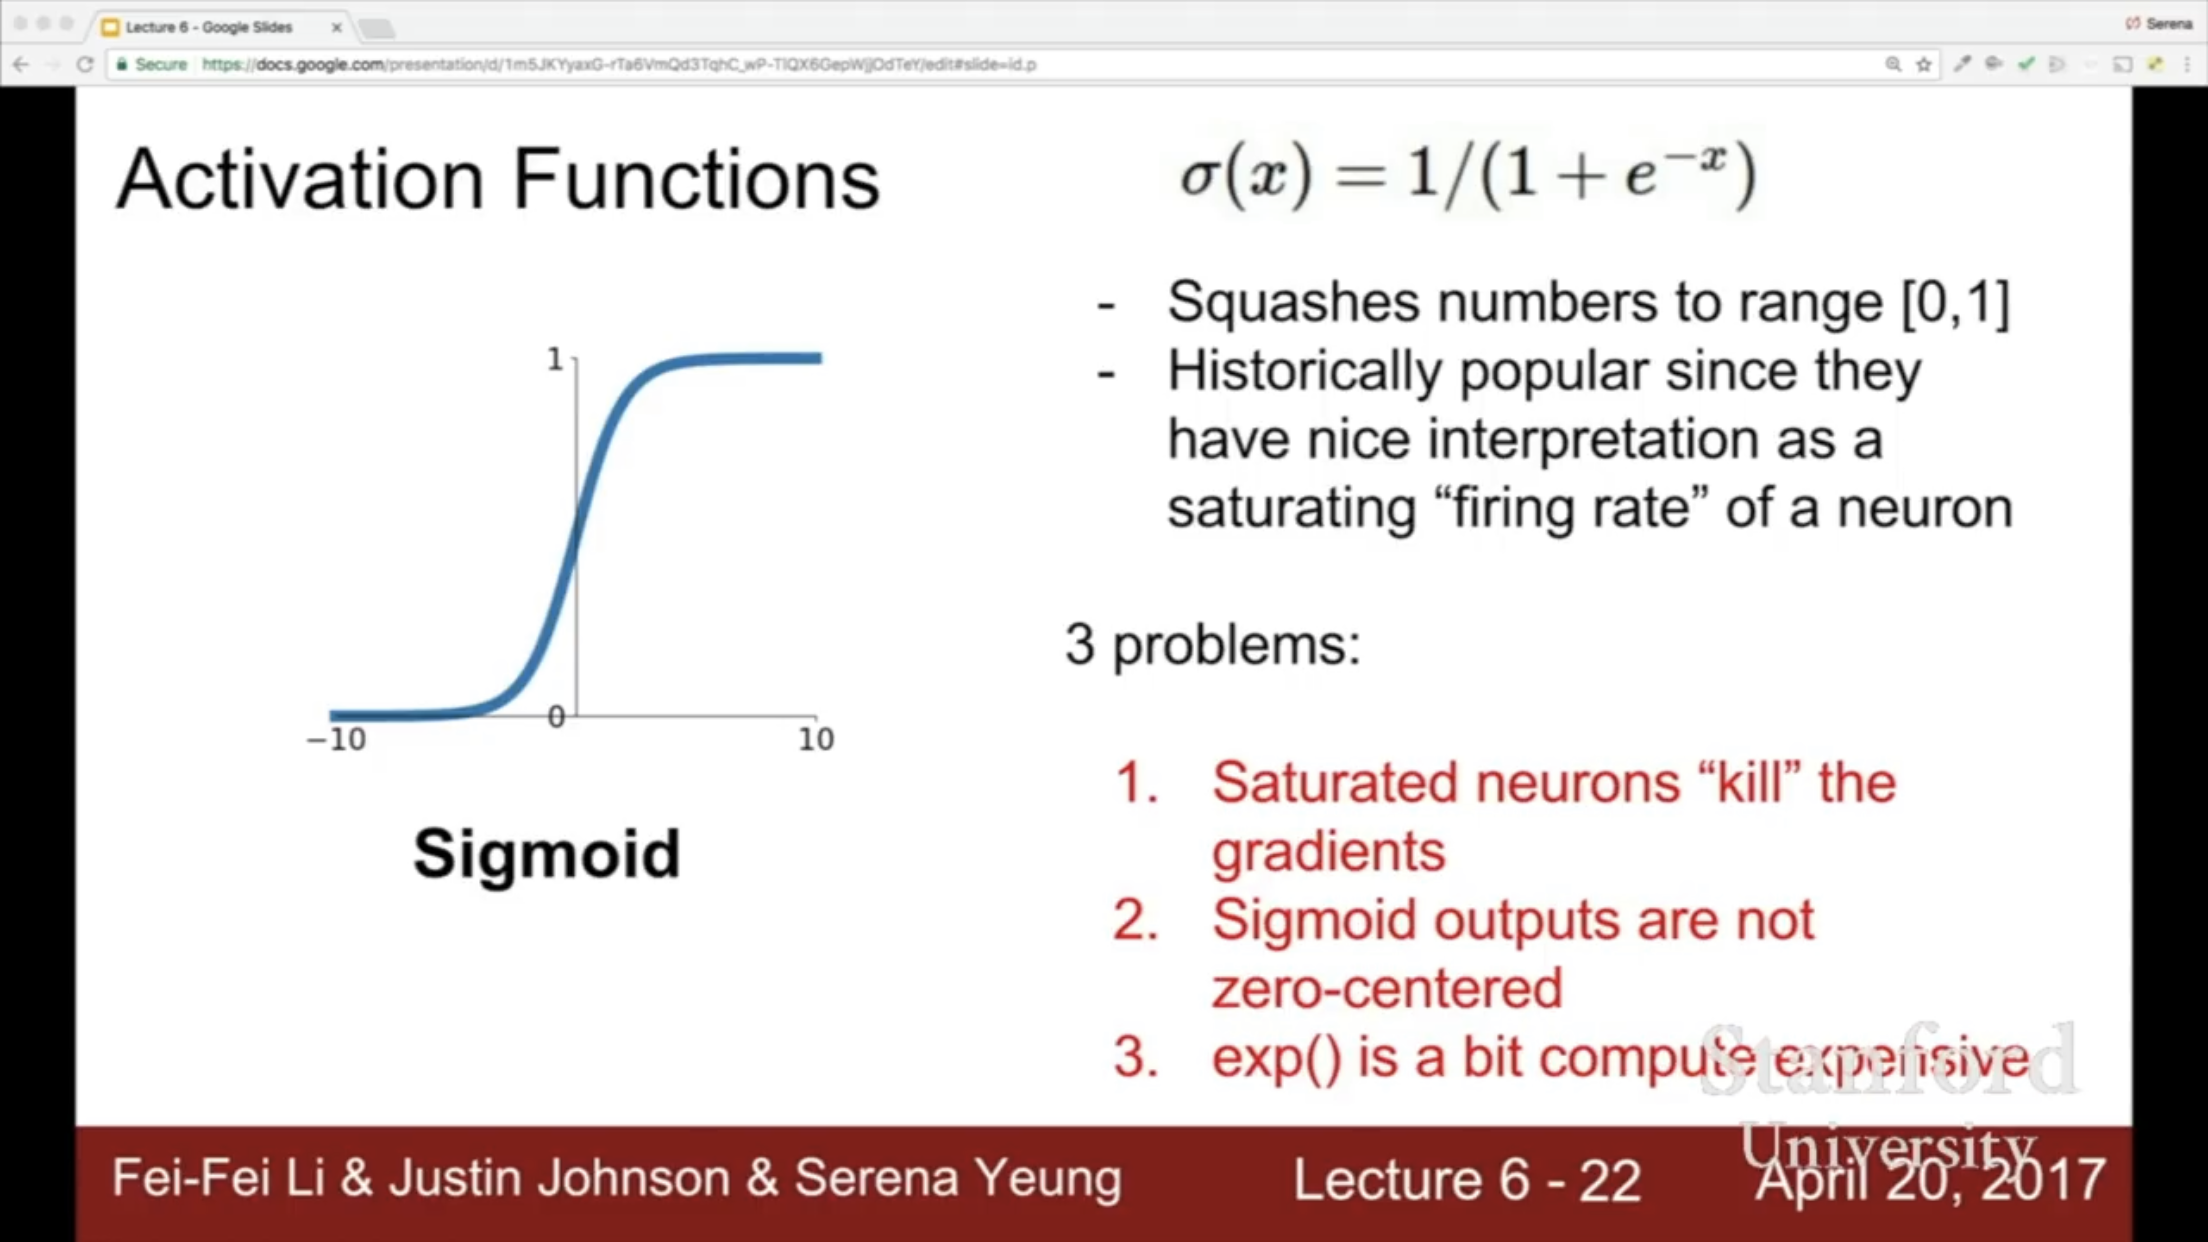 Lecture 6 - Google Slides
Serena
Secure https://docs.google.com/presentation/d/1m5JKYyaxG-rTa6VmQd3TqhC_wP-TlQX6GepWjjOdTeY/edit#slide=id.p
Activation Functions
σ(x) = 1/(1 + e^{-x})
1
0
−10
10
Sigmoid
- Squashes numbers to range [0,1]
- Historically popular since they
have nice interpretation as a
saturating “firing rate” of a neuron
3 problems:
1. Saturated neurons “kill” the
gradients
2. Sigmoid outputs are not
zero-centered
3. exp() is a bit compute expensive
Stanford
University
Fei-Fei Li & Justin Johnson & Serena Yeung
Lecture 6 - 22
April 20, 2017